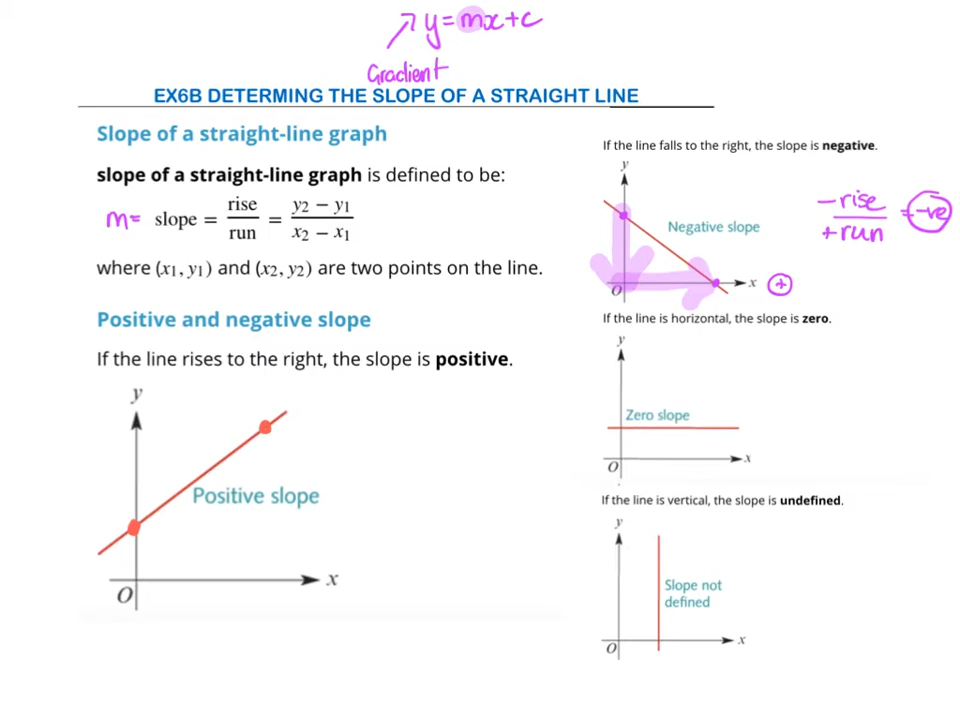 y=mx+c
Gradient
EX6B DETERMING THE SLOPE OF A STRAIGHT LINE
Slope of a straight-line graph
slope of a straight-line graph is defined to be:
m= slope = rise/run = (y2 − y1)/(x2 − x1)
where (x1, y1) and (x2, y2) are two points on the line.
Positive and negative slope
If the line rises to the right, the slope is positive.
y
Positive slope
x
O
If the line falls to the right, the slope is negative.
y
Negative slope
−rise/+run = -ve
O
x
+
If the line is horizontal, the slope is zero.
y
Zero slope
x
O
If the line is vertical, the slope is undefined.
y
Slope not
defined
x
O